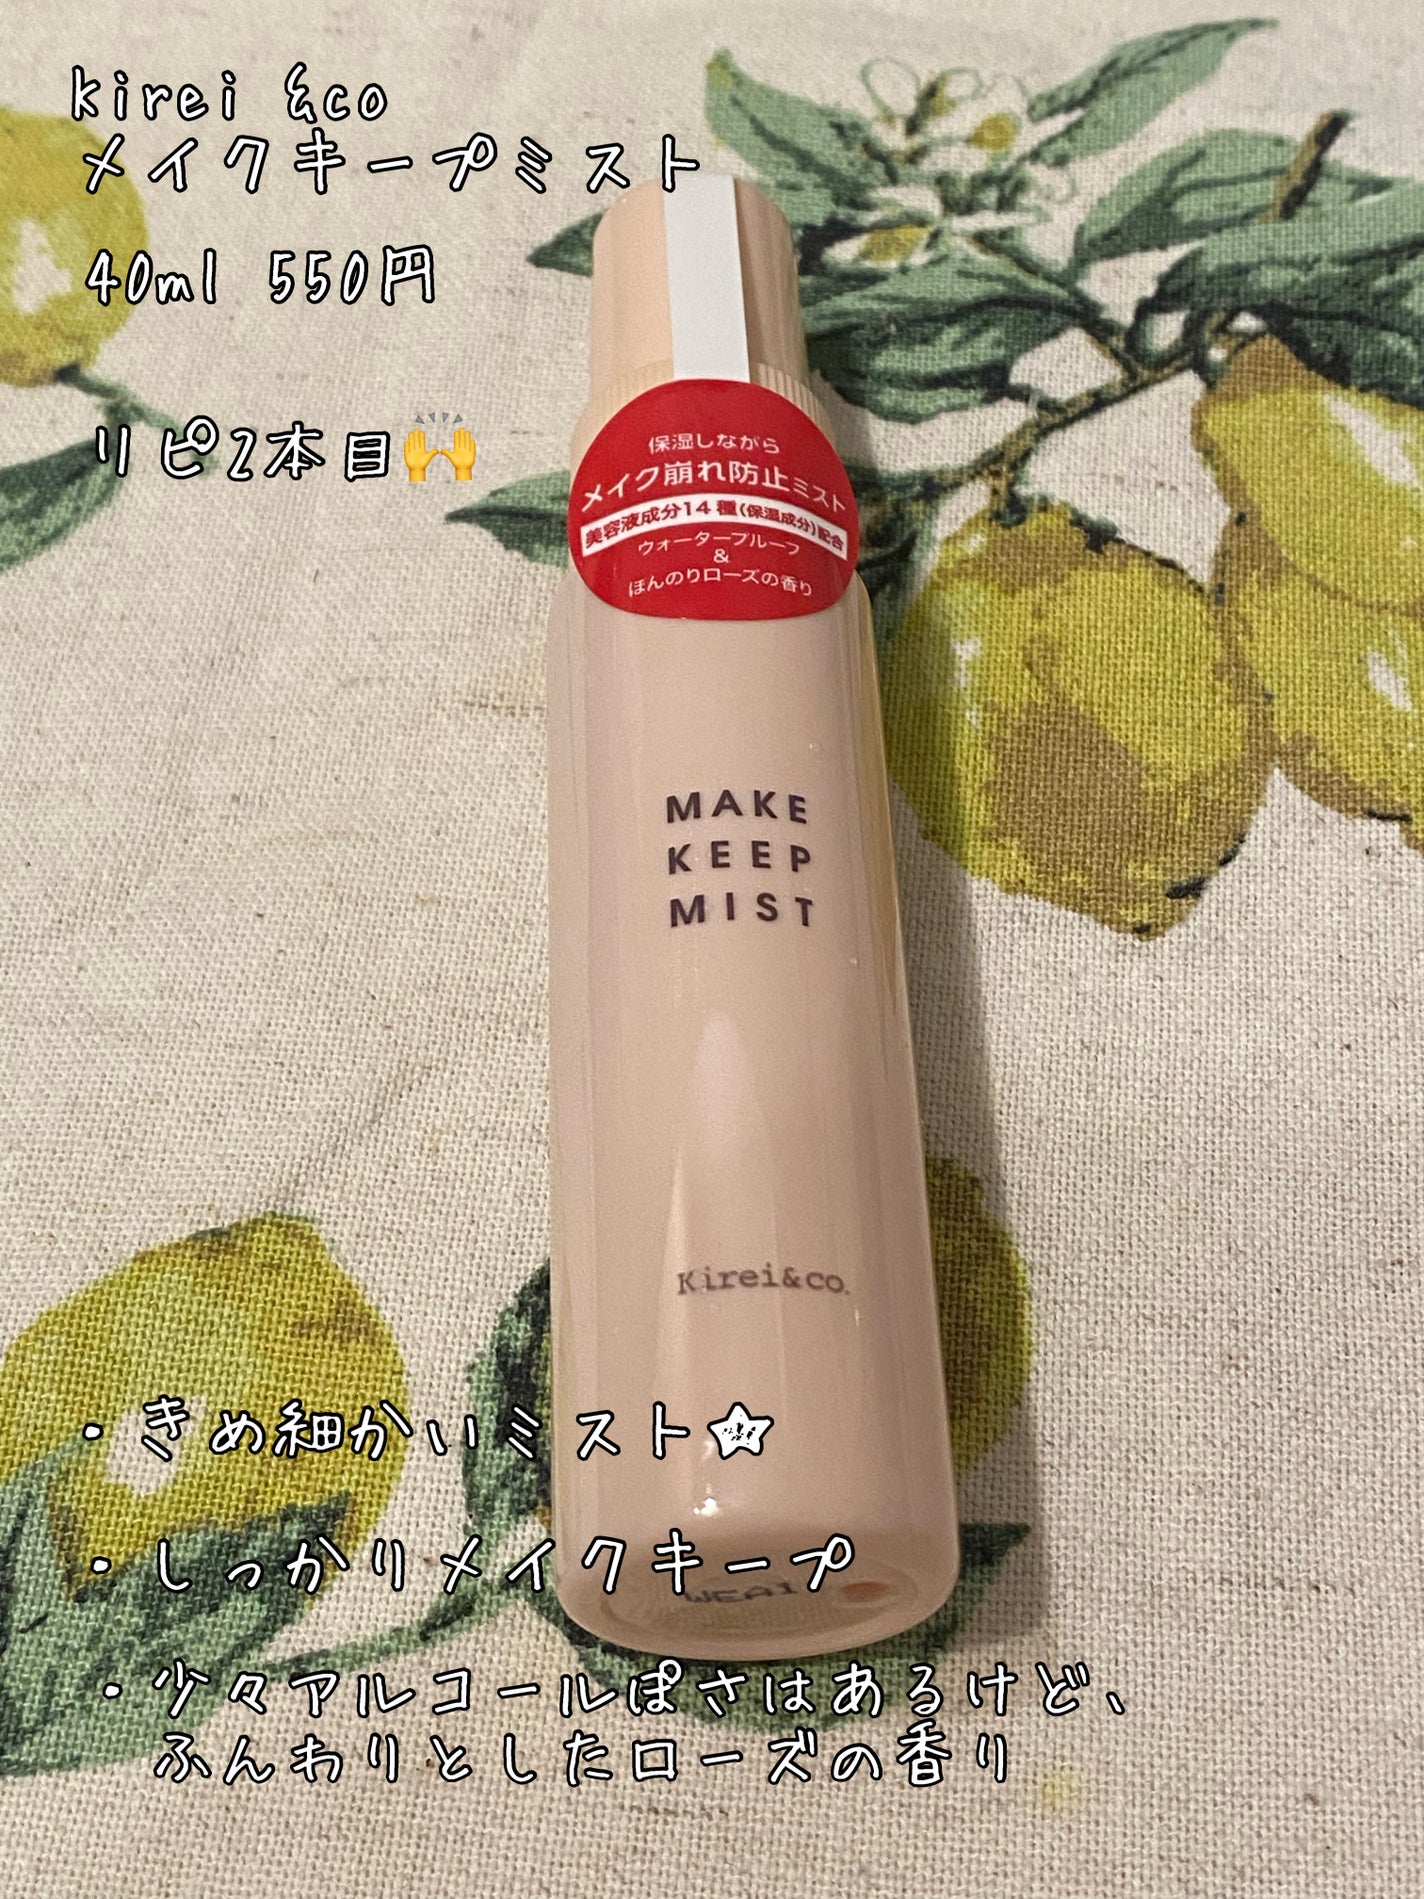 kirei &co
メイクキープミスト
40ml 550円
リピ2本目🙌
保湿しながら
メイク崩れ防止ミスト
美容液成分14種(保湿成分)配合
ウォータープルーフ
&
ほんのりローズの香り
MAKE
KEEP
MIST
Kirei&co.
・きめ細かいミスト
・しっかりメイクキープ
・少々アルコールぽさはあるけど、
ふんわりとしたローズの香り